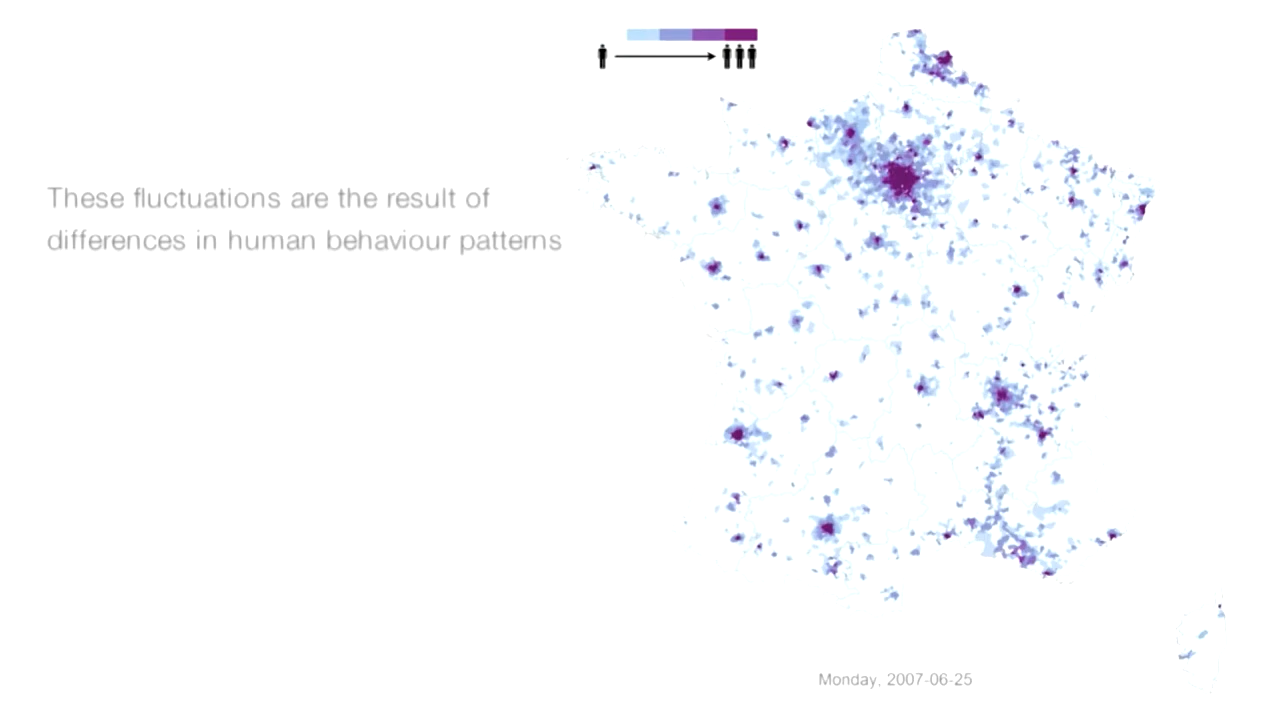 These fluctuations are the result of
differences in human behaviour patterns
Monday, 2007-06-25